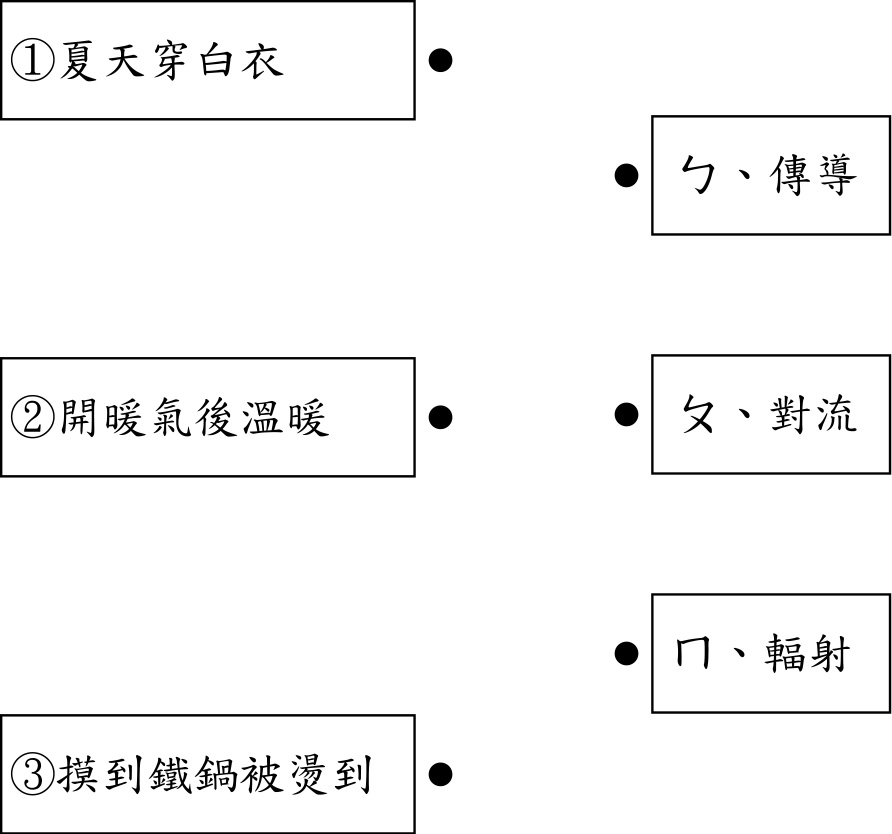 ①夏天穿白衣
ㄅ、傳導
②開暖氣後溫暖
ㄆ、對流
ㄇ、輻射
③摸到鐵鍋被燙到